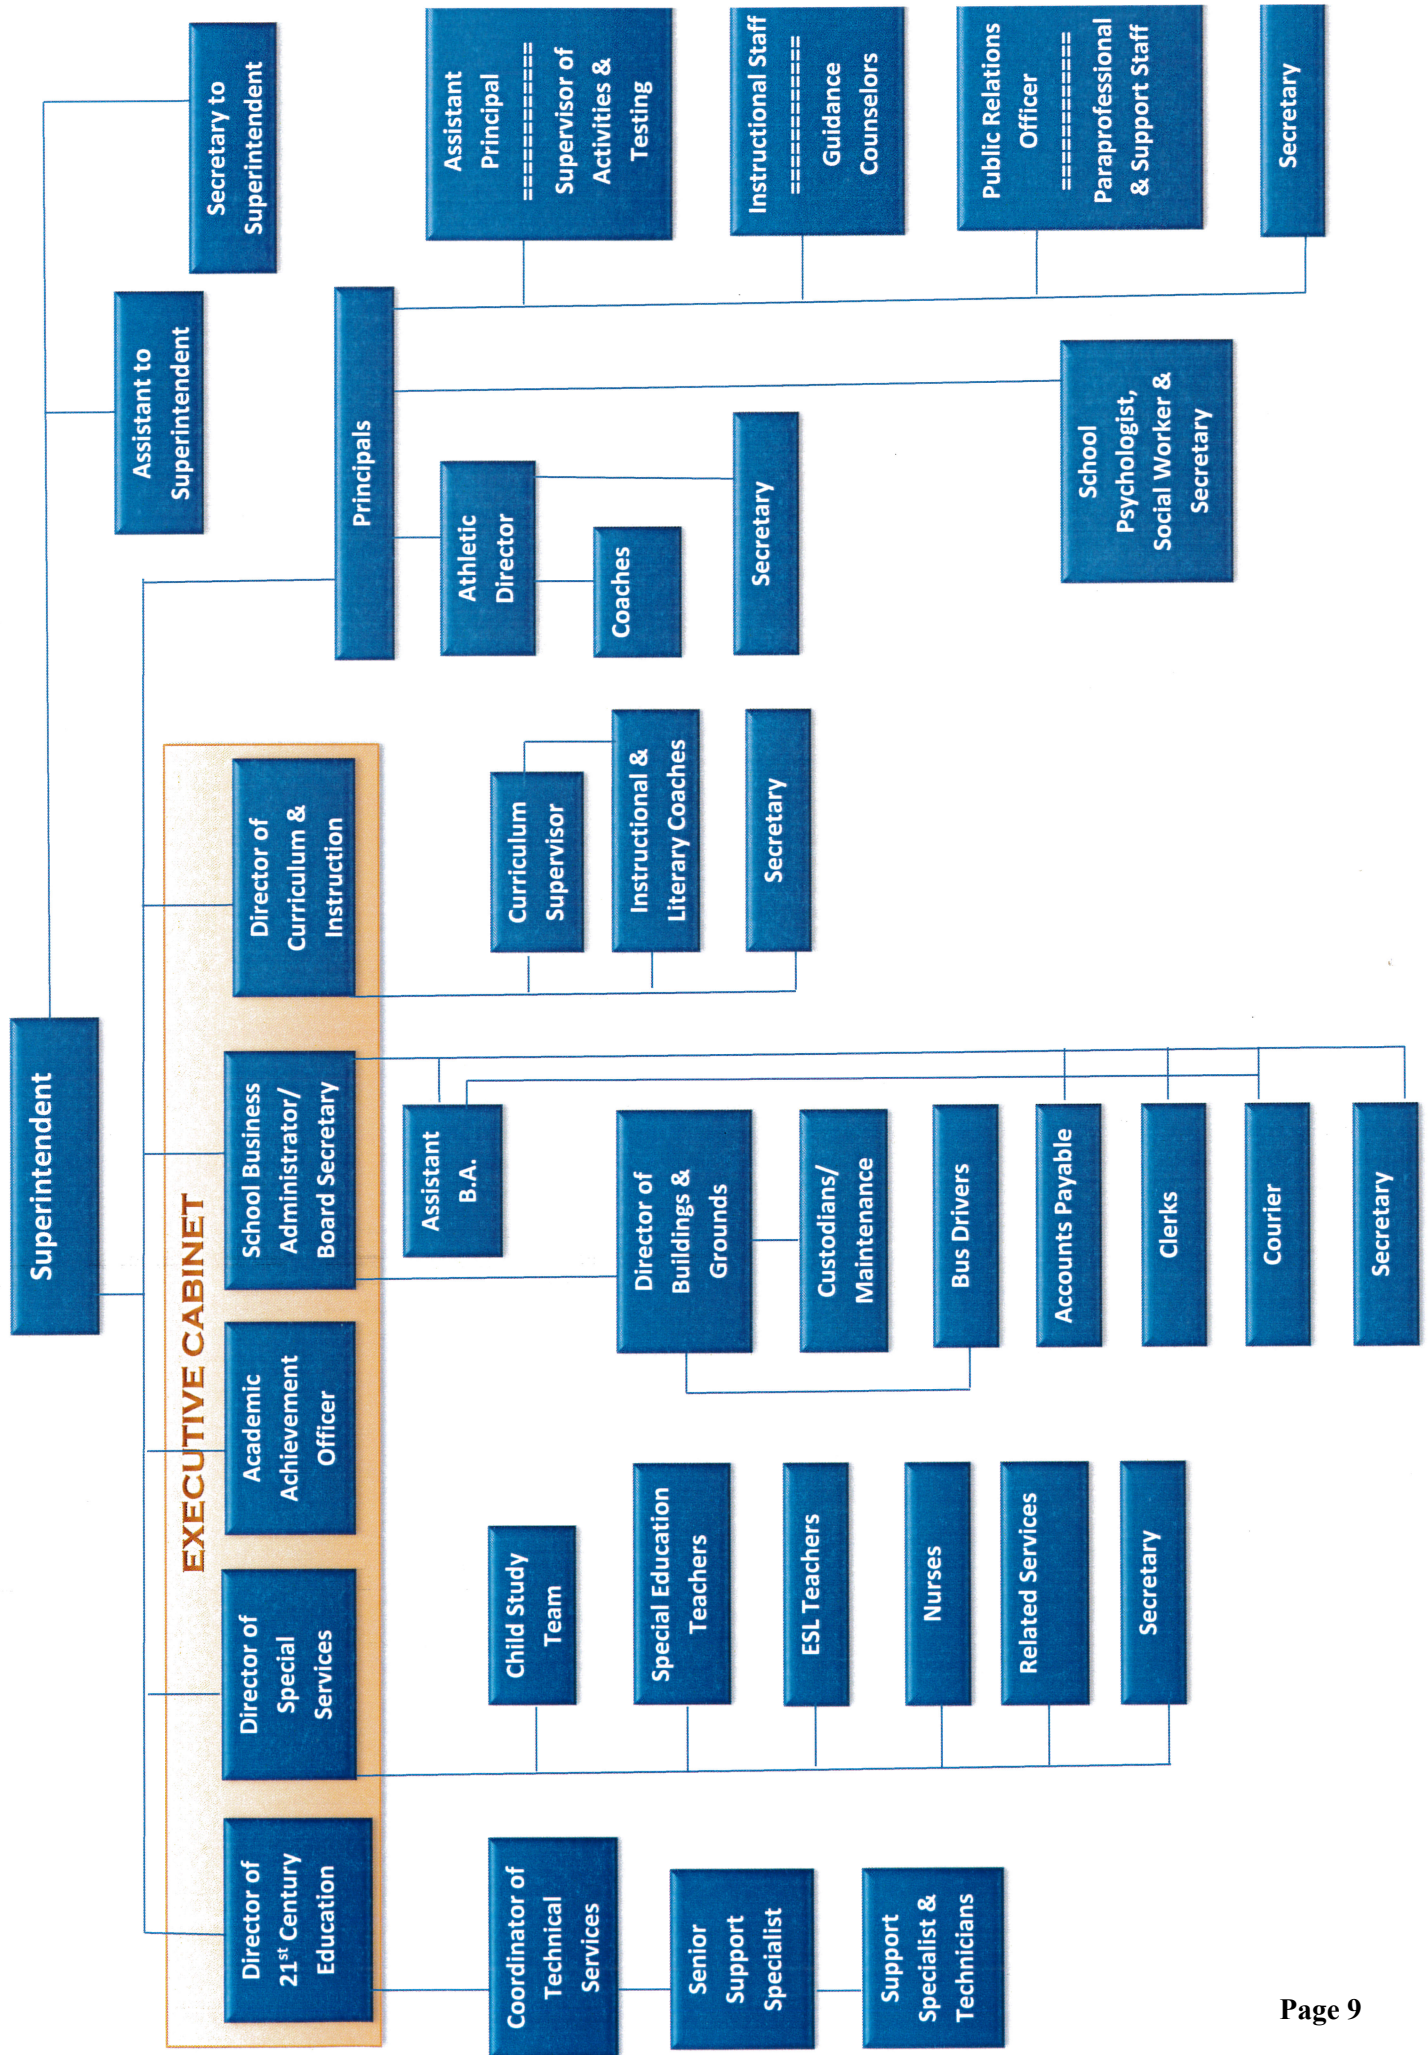 Superintendent
Assistant to
Superintendent
Secretary to
Superintendent
EXECUTIVE CABINET
Director of
21st Century
Education
Director of
Special
Services
Academic
Achievement
Officer
School Business
Administrator/
Board Secretary
Director of
Curriculum &
Instruction
Principals
Coordinator of
Technical
Services
Senior
Support
Specialist
Support
Specialist &
Technicians
Child Study
Team
Special Education
Teachers
ESL Teachers
Nurses
Related Services
Secretary
Assistant
B.A.
Director of
Buildings &
Grounds
Custodians/
Maintenance
Bus Drivers
Accounts Payable
Clerks
Courier
Secretary
Curriculum
Supervisor
Instructional &
Literary Coaches
Secretary
Athletic
Director
Coaches
Secretary
School
Psychologist,
Social Worker &
Secretary
Assistant
Principal
============
Supervisor of
Activities &
Testing
Instructional Staff
============
Guidance
Counselors
Public Relations
Officer
============
Paraprofessional
& Support Staff
Secretary
Page 9